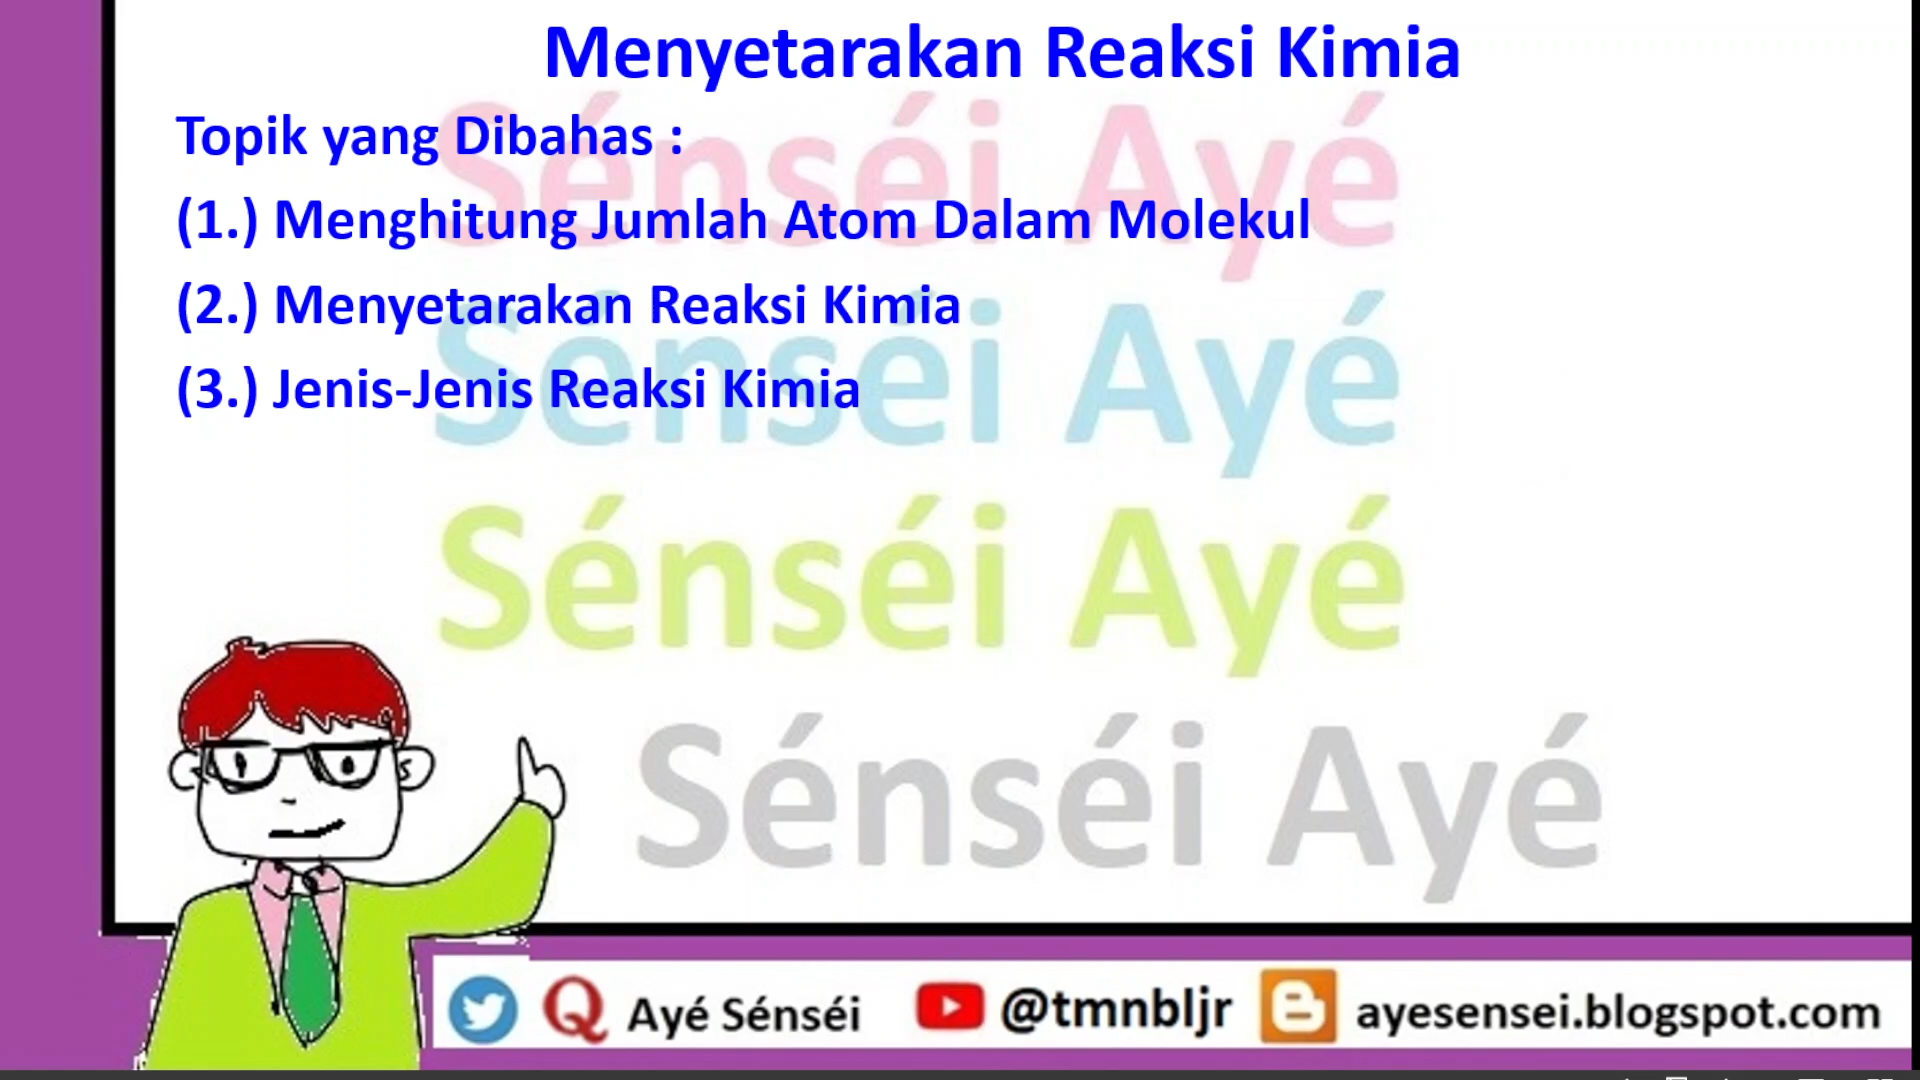 Menyetarakan Reaksi Kimia
Topik yang Dibahas :
(1.) Menghitung Jumlah Atom Dalam Molekul
(2.) Menyetarakan Reaksi Kimia
(3.) Jenis-Jenis Reaksi Kimia
Sénséi Ayé
Sénséi Ayé
Sénséi Ayé
Sénséi Ayé
Ayé Sénséi @tmnbljr ayesensei.blogspot.com